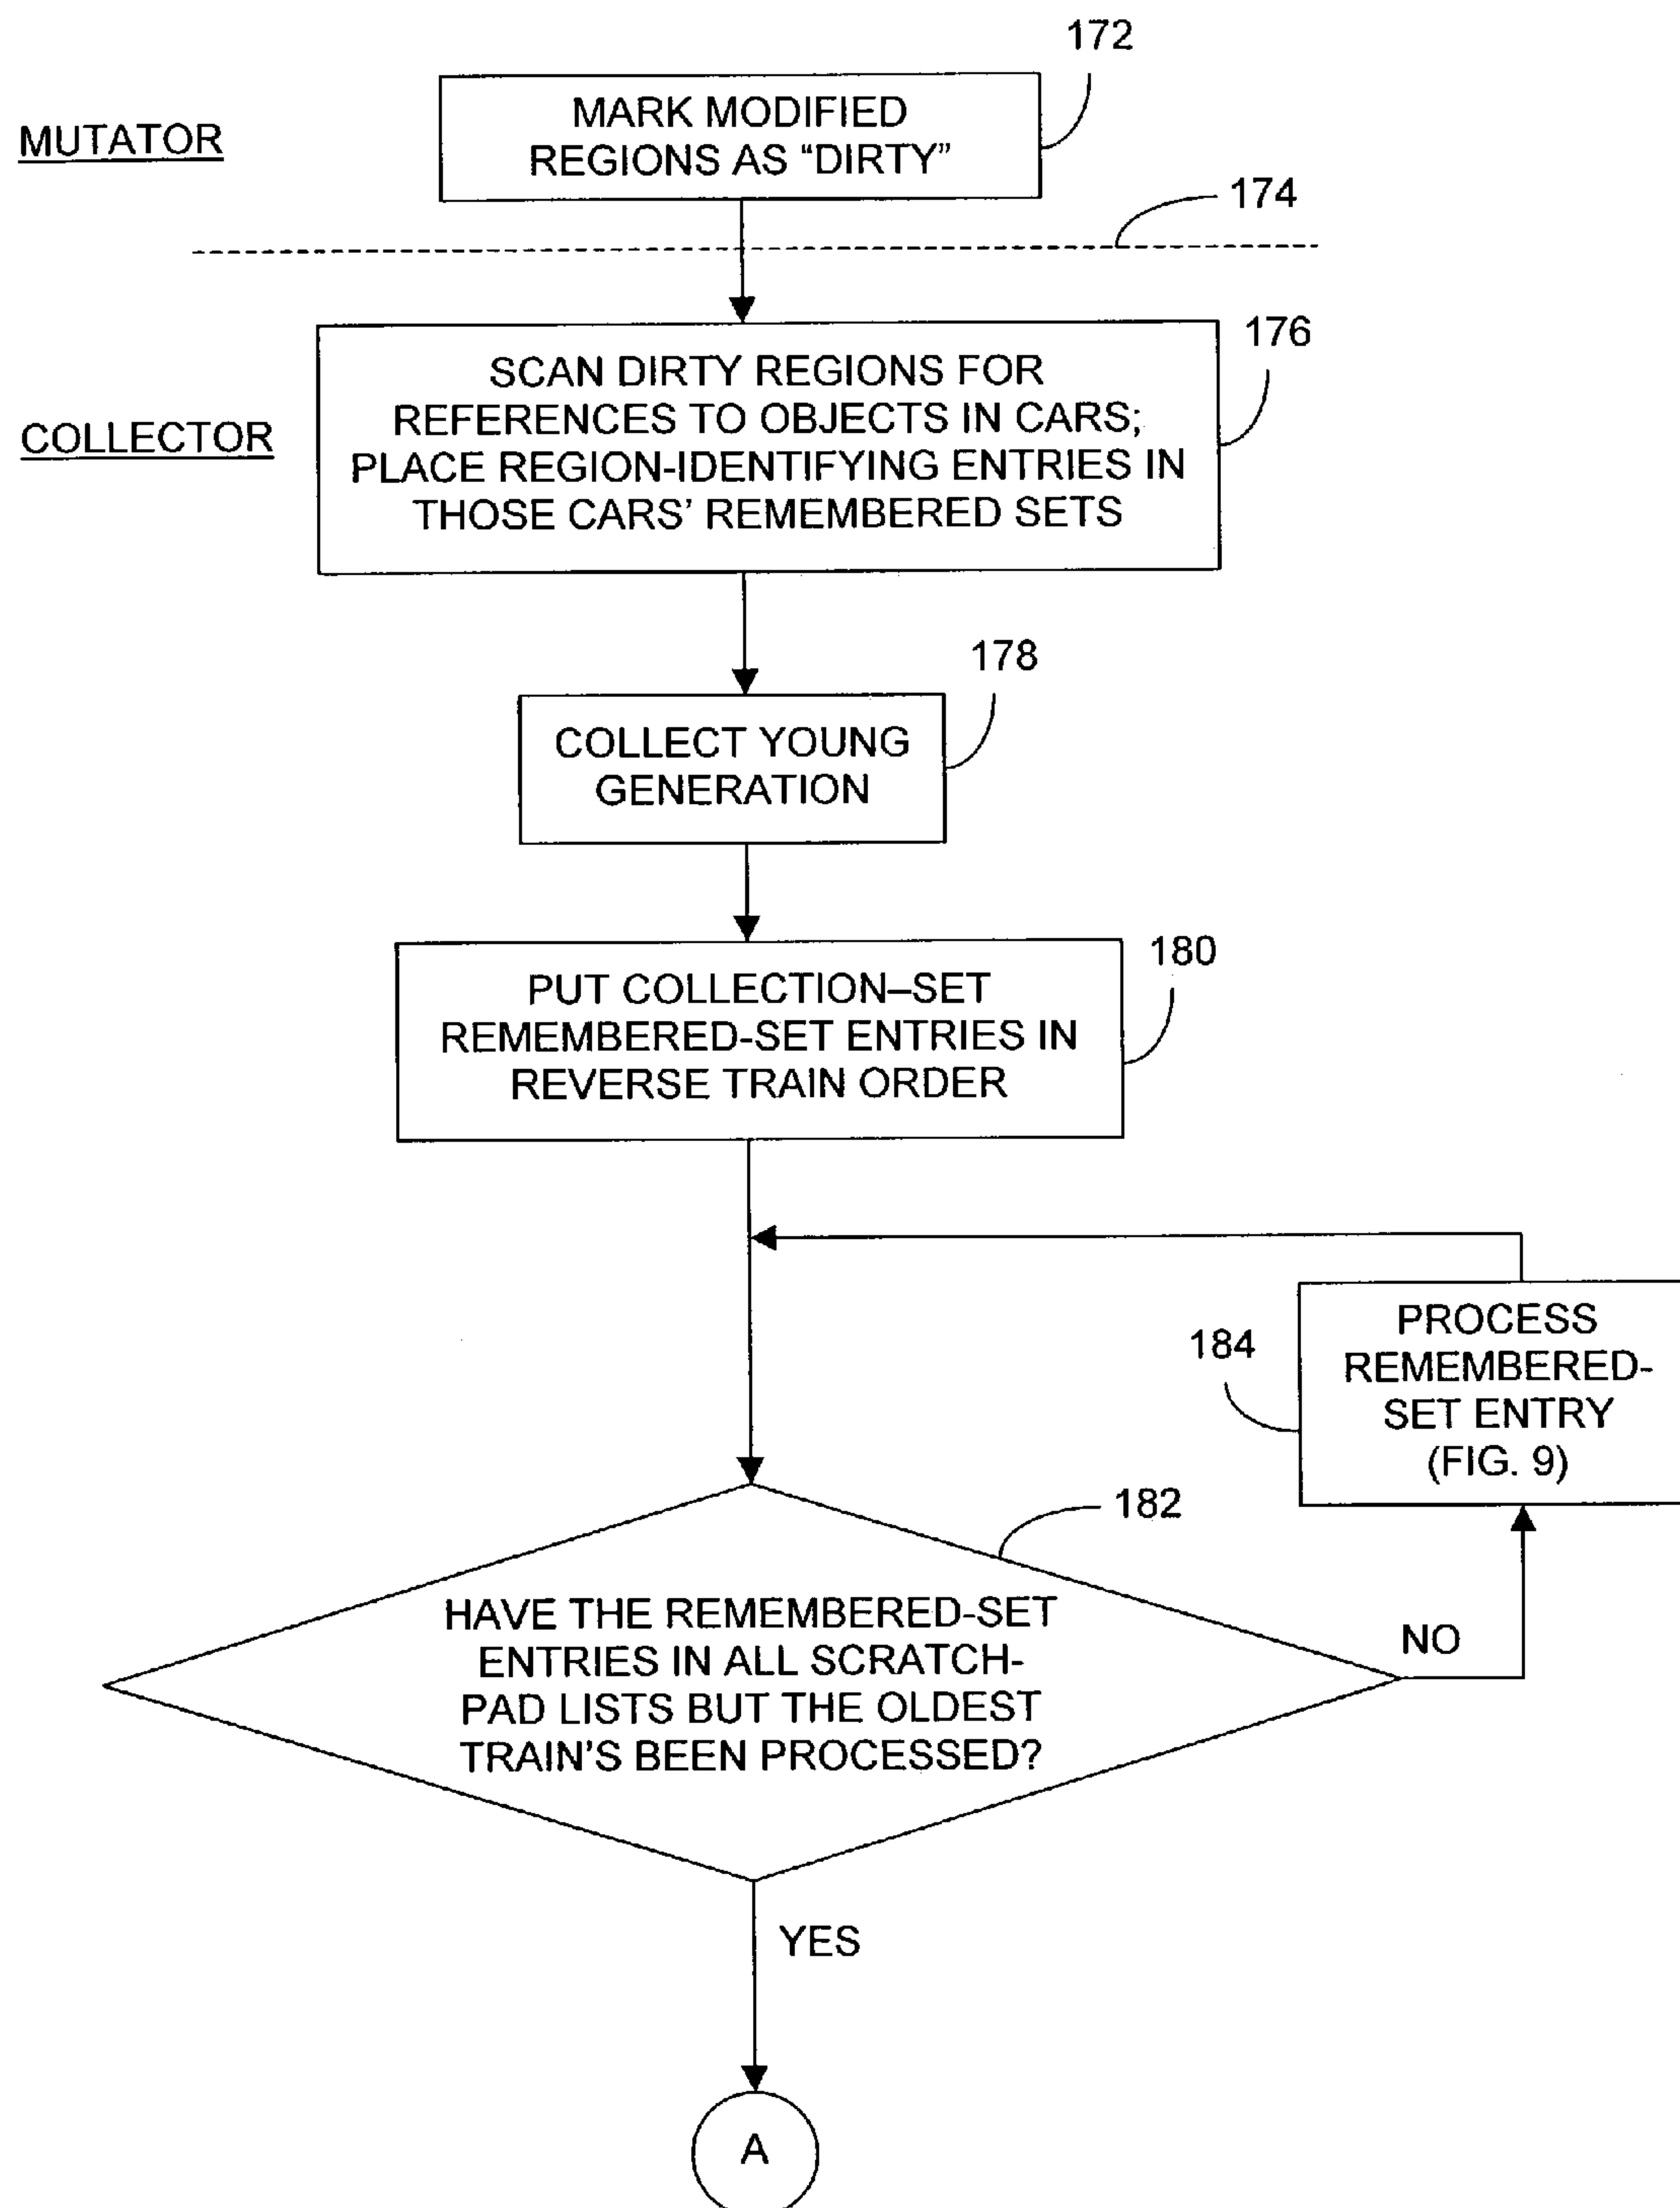 172
MARK MODIFIED
REGIONS AS “DIRTY”
MUTATOR
174
176
SCAN DIRTY REGIONS FOR
REFERENCES TO OBJECTS IN CARS;
PLACE REGION-IDENTIFYING ENTRIES IN
THOSE CARS’ REMEMBERED SETS
COLLECTOR
178
COLLECT YOUNG
GENERATION
180
PUT COLLECTION–SET
REMEMBERED-SET ENTRIES IN
REVERSE TRAIN ORDER
184
PROCESS
REMEMBERED-
SET ENTRY
(FIG. 9)
182
HAVE THE REMEMBERED-SET
ENTRIES IN ALL SCRATCH-
PAD LISTS BUT THE OLDEST
TRAIN'S BEEN PROCESSED?
NO
YES
A